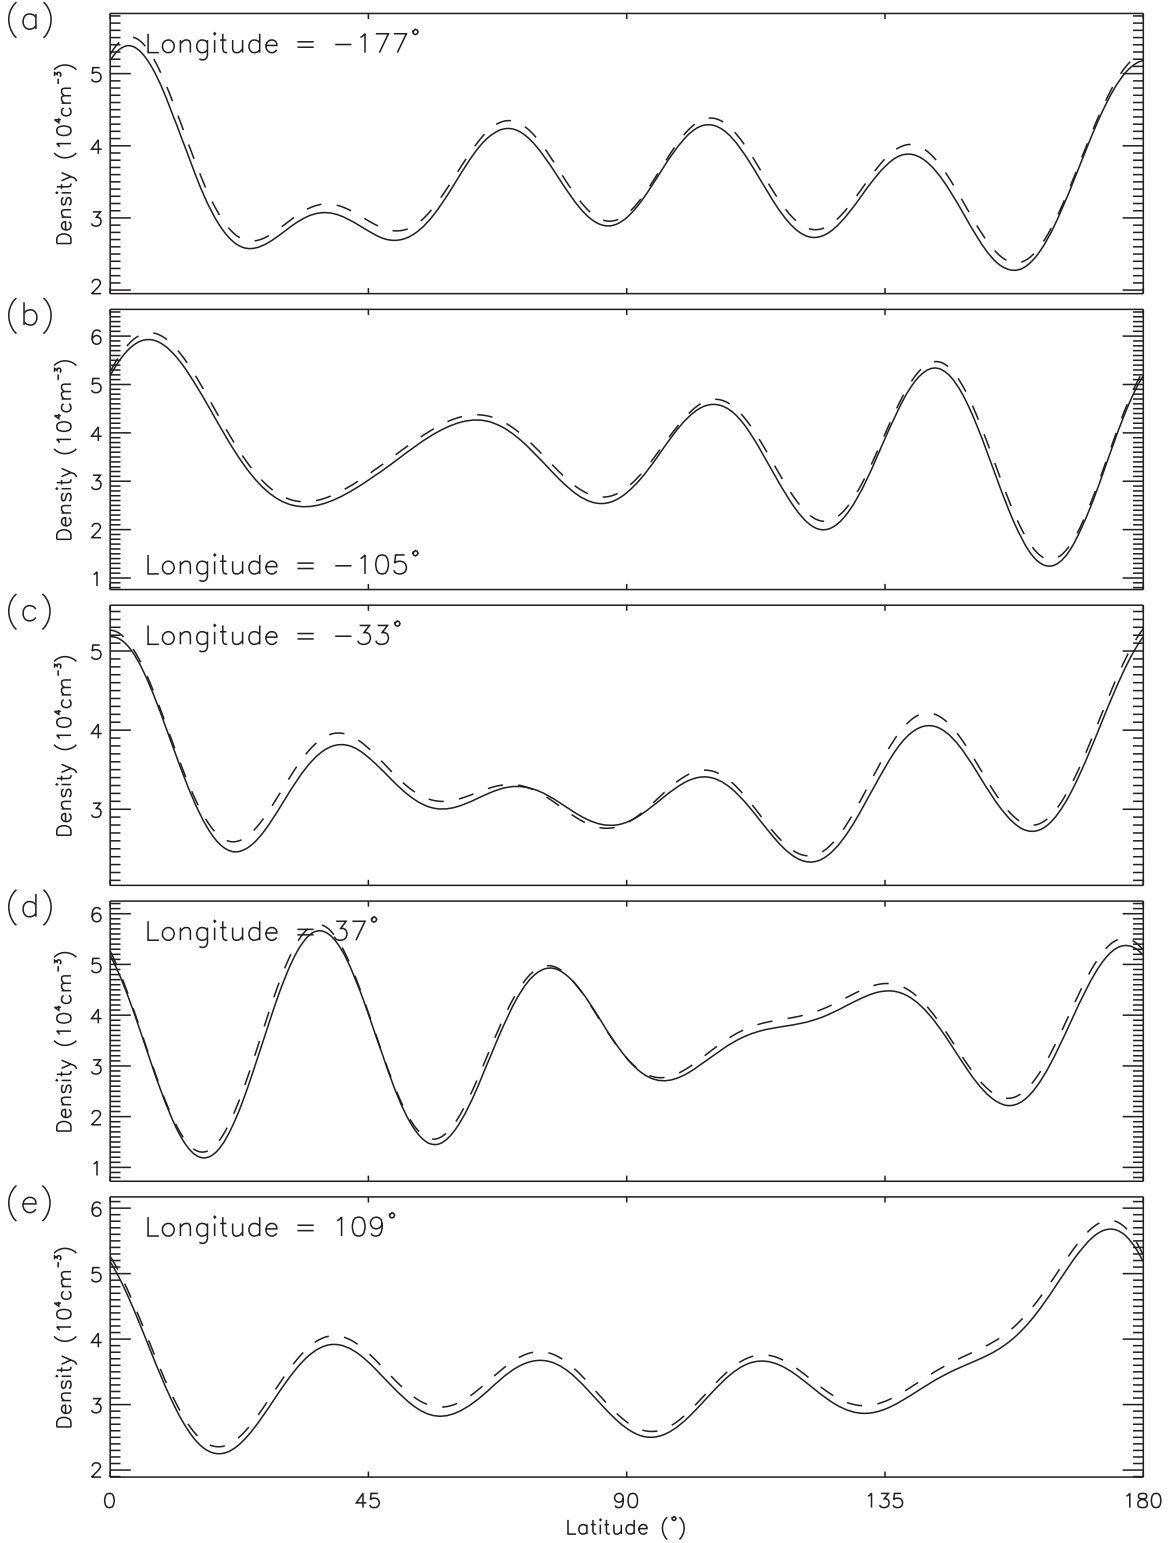 (a)
Longitude = −177°
Density (10⁴cm⁻³)
5
4
3
2
(b)
Longitude = −105°
Density (10⁴cm⁻³)
6
5
4
3
2
1
(c)
Longitude = −33°
Density (10⁴cm⁻³)
5
4
3
(d)
Longitude = 37°
Density (10⁴cm⁻³)
6
5
4
3
2
1
(e)
Longitude = 109°
Density (10⁴cm⁻³)
6
5
4
3
2
0 45 90 135 180
Latitude (°)